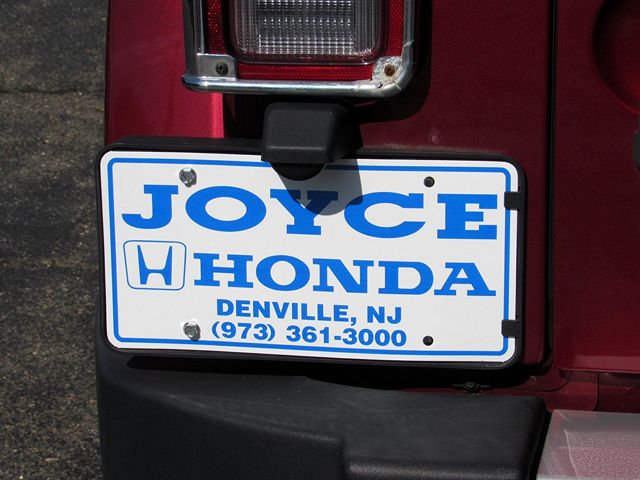 JOYCE
HONDA
DENVILLE, NJ
(973) 361-3000